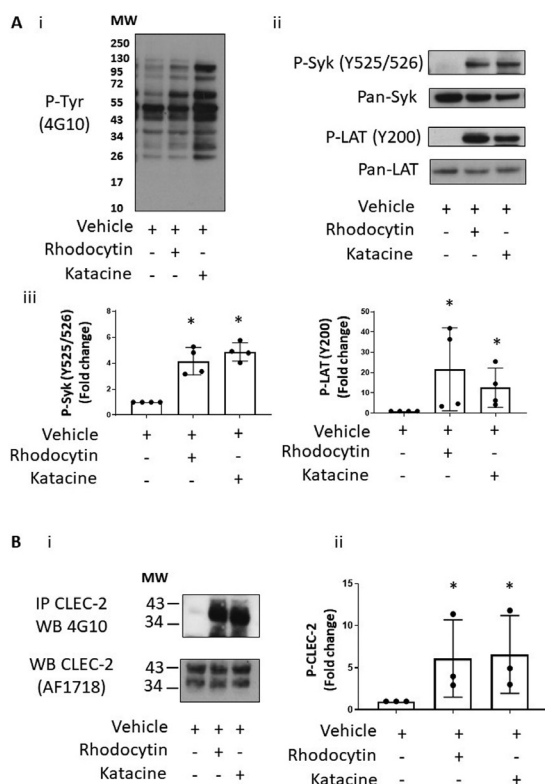 A i
MW
250
130
95
72
55
43
34
26
17
10
P-Tyr
(4G10)
Vehicle + + +
Rhodocytin - + -
Katacine - - +
ii
P-Syk (Y525/526)
Pan-Syk
P-LAT (Y200)
Pan-LAT
Vehicle + + +
Rhodocytin - + -
Katacine - - +
iii
P-Syk (Y525/526)
(Fold change)
8
6
4
2
0
* *
Vehicle + + +
Rhodocytin - + -
Katacine - - +
P-LAT (Y200)
(Fold change)
50
40
30
20
10
0
* *
Vehicle + + +
Rhodocytin - + -
Katacine - - +
B i
MW
IP CLEC-2
WB 4G10
43
34
WB CLEC-2
(AF1718)
43
34
Vehicle + + +
Rhodocytin - + -
Katacine - - +
ii
P-CLEC-2
(Fold change)
15
10
5
0
* *
Vehicle + + +
Rhodocytin - + -
Katacine - - +